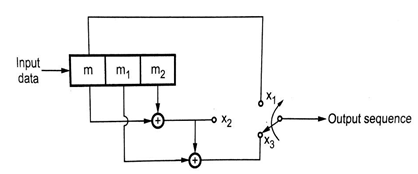 Input
data
m
m1
m2
+
x2
+
x1
x3
Output sequence